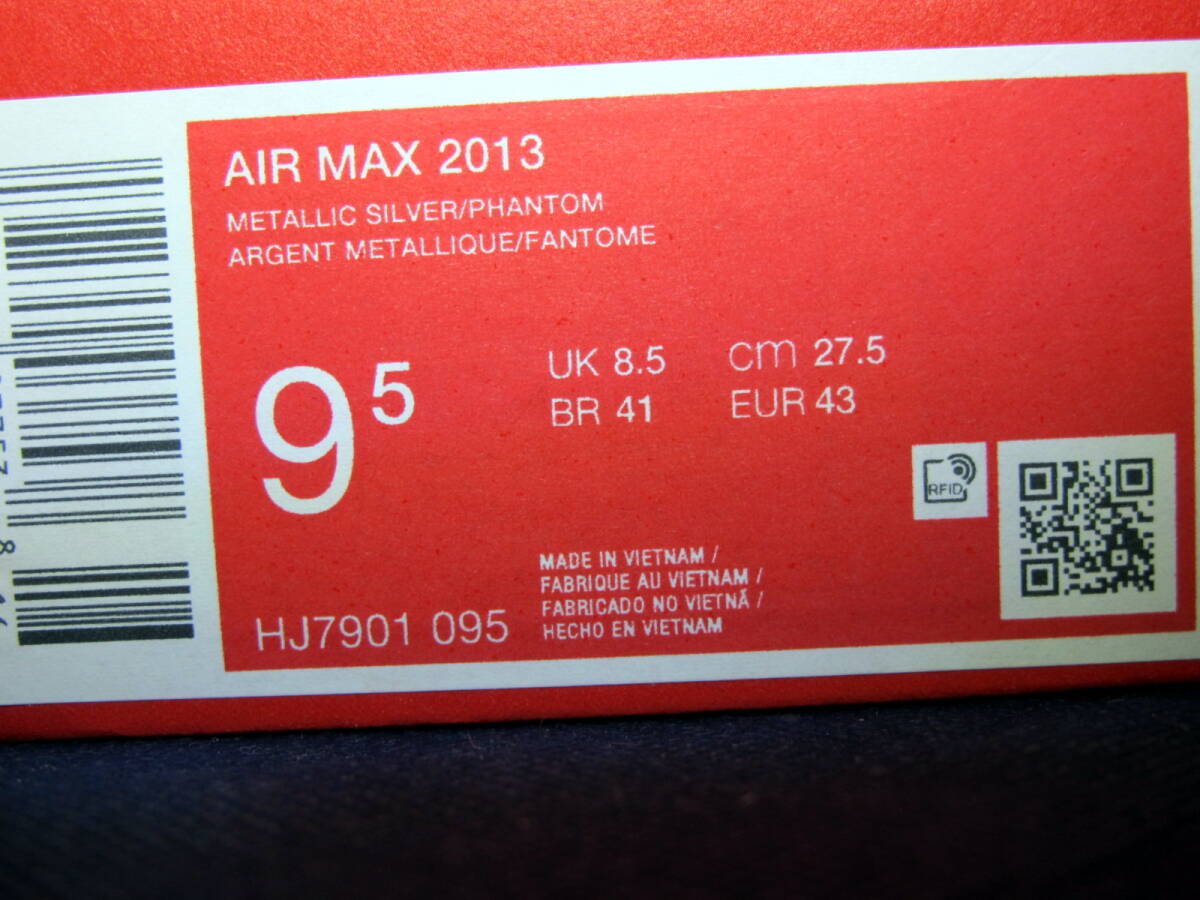 AIR MAX 2013
METALLIC SILVER/PHANTOM
ARGENT METALLIQUE/FANTOME
9⁵
UK 8.5 cm 27.5
BR 41 EUR 43
RFID
MADE IN VIETNAM /
FABRIQUE AU VIETNAM /
FABRICADO NO VIETNÃ /
HECHO EN VIETNAM
HJ7901 095
8